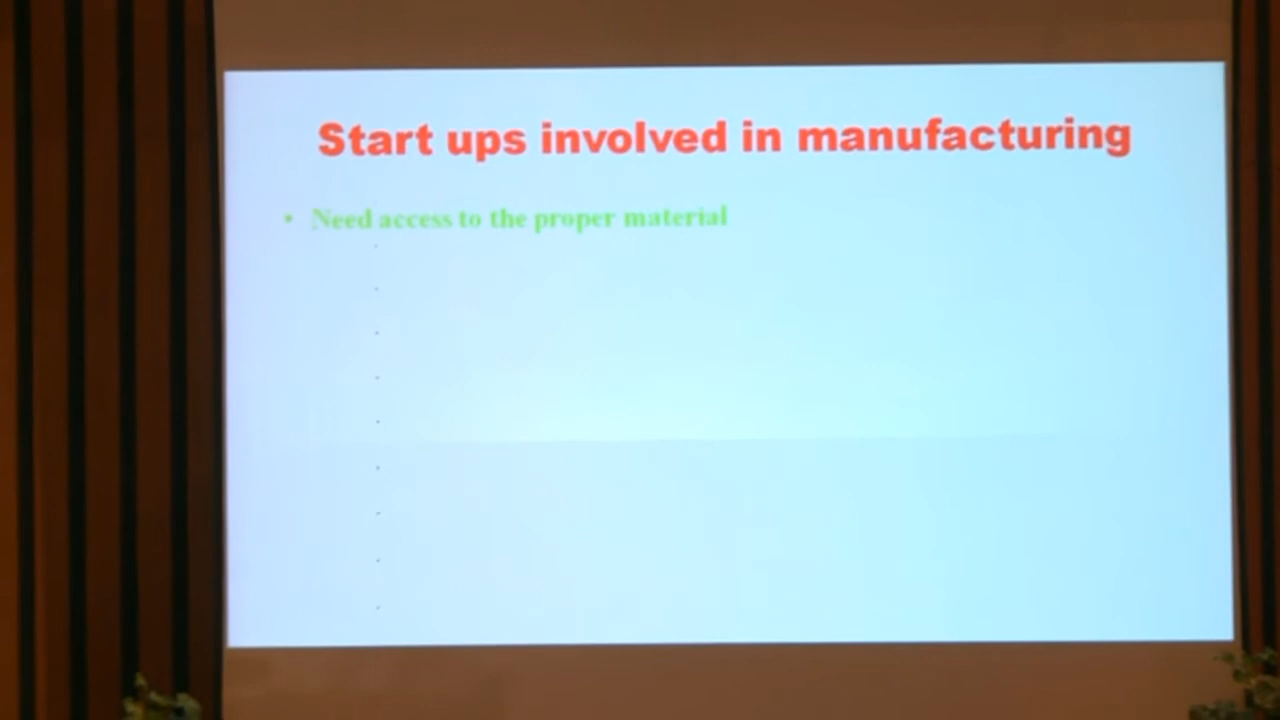 Start ups involved in manufacturing
• Need access to the proper material